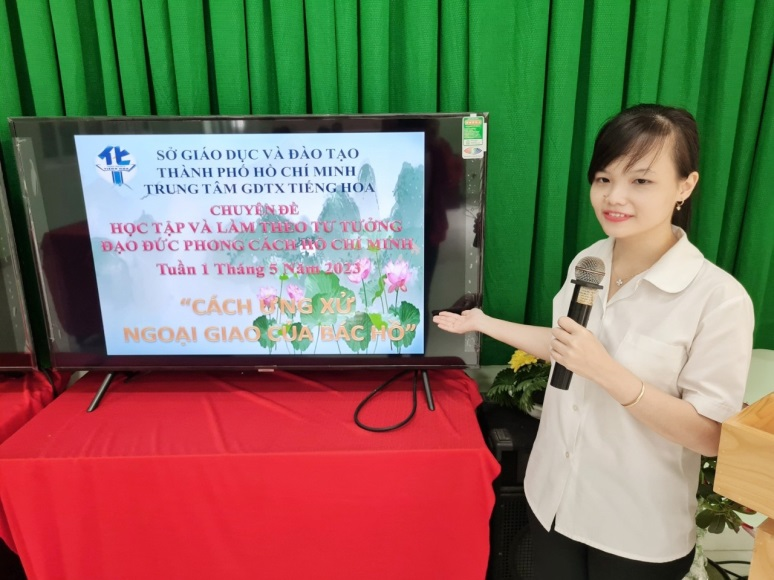 化
SỞ GIÁO DỤC VÀ ĐÀO TẠO
THÀNH PHỐ HỒ CHÍ MINH
TRUNG TÂM GDTX TIẾNG HOA
CHUYÊN ĐỀ
HỌC TẬP VÀ LÀM THEO TƯ TƯỞNG
ĐẠO ĐỨC PHONG CÁCH HỒ CHÍ MINH
Tuần 1 Tháng 5 Năm 2023
“CÁCH ỨNG XỬ
NGOẠI GIAO CỦA BÁC HỒ”